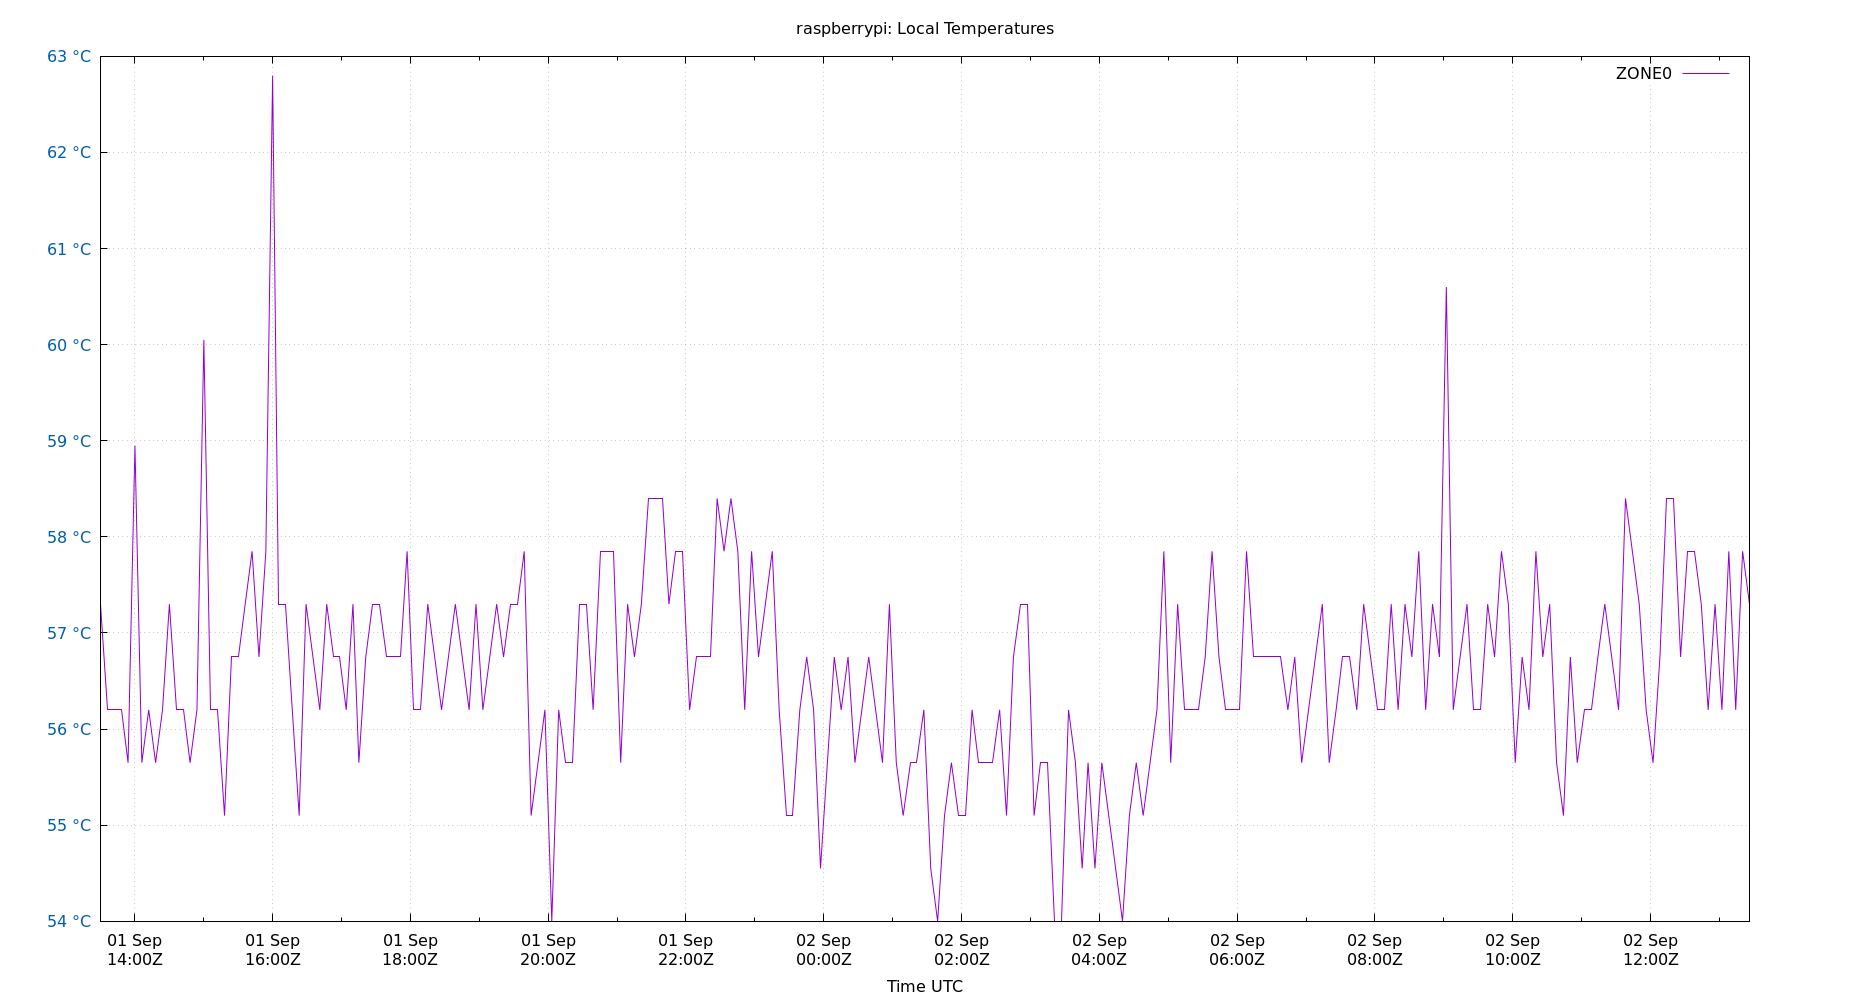 raspberrypi: Local Temperatures
63 °C
ZONE0
62 °C
61 °C
60 °C
59 °C
58 °C
57 °C
56 °C
55 °C
54 °C
01 Sep 01 Sep 01 Sep 01 Sep 01 Sep 02 Sep 02 Sep 02 Sep 02 Sep 02 Sep 02 Sep 02 Sep
14:00Z 16:00Z 18:00Z 20:00Z 22:00Z 00:00Z 02:00Z 04:00Z 06:00Z 08:00Z 10:00Z 12:00Z
Time UTC